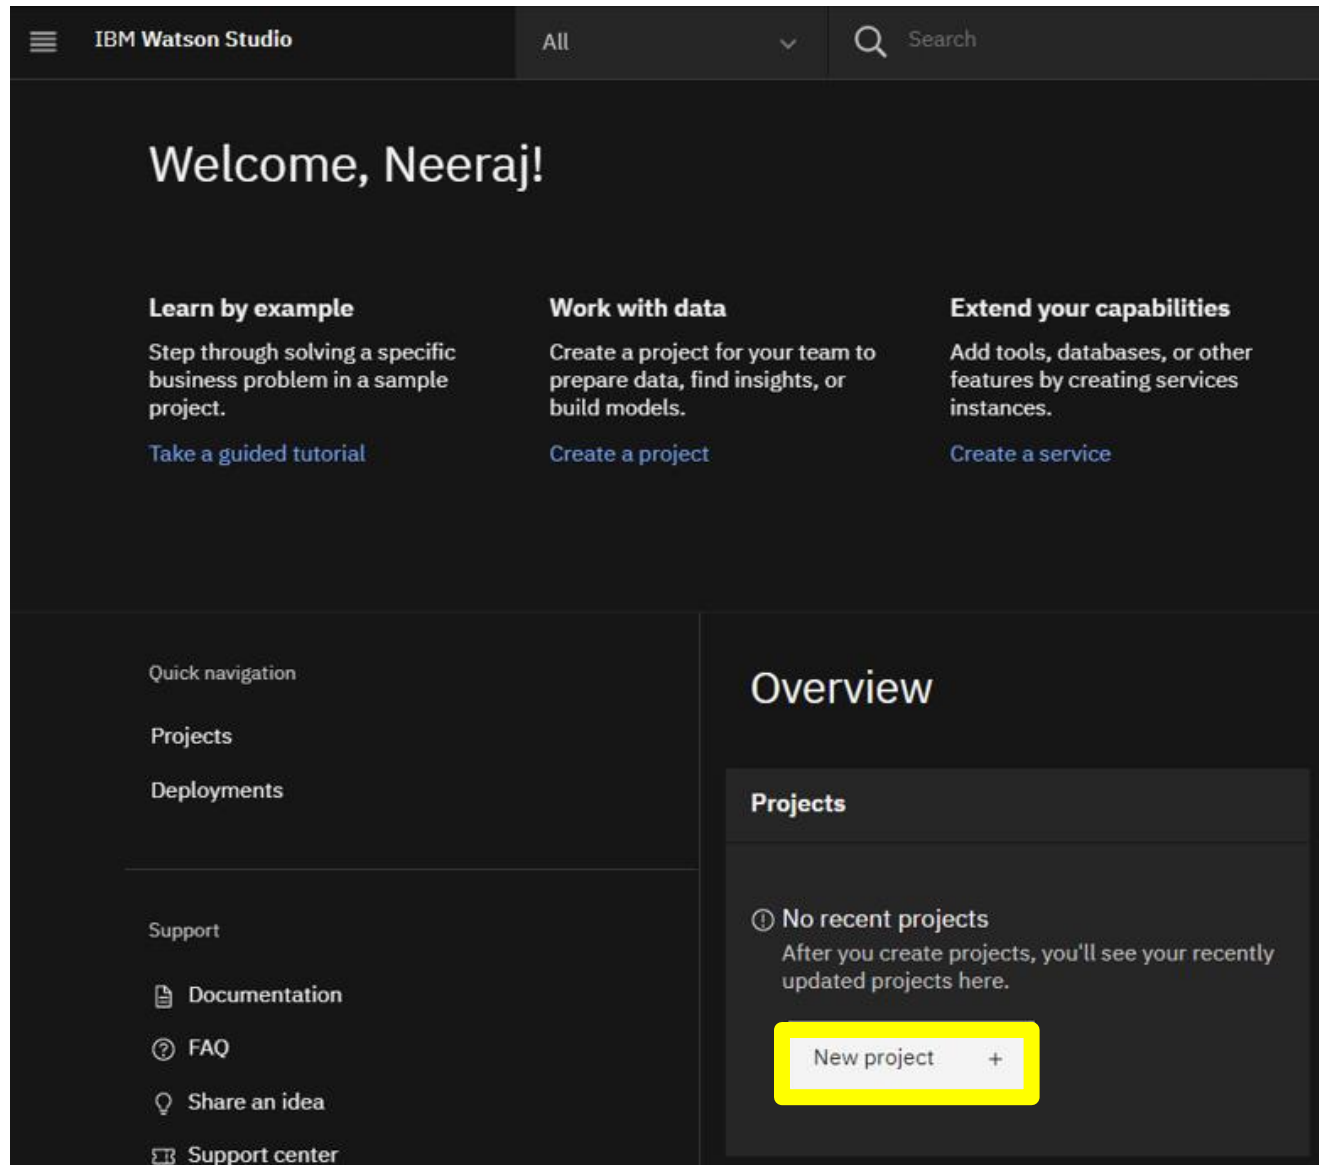 IBM Watson Studio
All
Search
Welcome, Neeraj!
Learn by example
Step through solving a specific
business problem in a sample
project.
Take a guided tutorial
Work with data
Create a project for your team to
prepare data, find insights, or
build models.
Create a project
Extend your capabilities
Add tools, databases, or other
features by creating services
instances.
Create a service
Quick navigation
Projects
Deployments
Support
Documentation
FAQ
Share an idea
Support center
Overview
Projects
No recent projects
After you create projects, you'll see your recently
updated projects here.
New project +